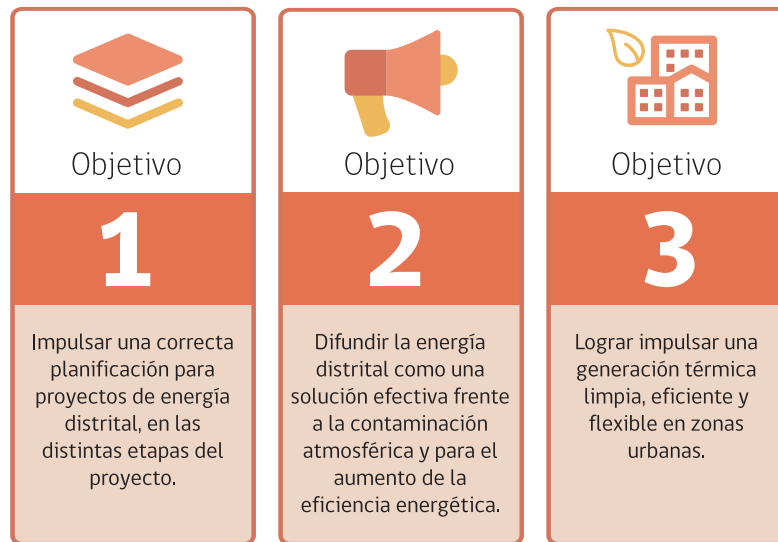 Objetivo
1
Impulsar una correcta
planificación para
proyectos de energía
distrital, en las
distintas etapas del
proyecto.
Objetivo
2
Difundir la energía
distrital como una
solución efectiva frente
a la contaminación
atmosférica y para el
aumento de la
eficiencia energética.
Objetivo
3
Lograr impulsar una
generación térmica
limpia, eficiente y
flexible en zonas
urbanas.